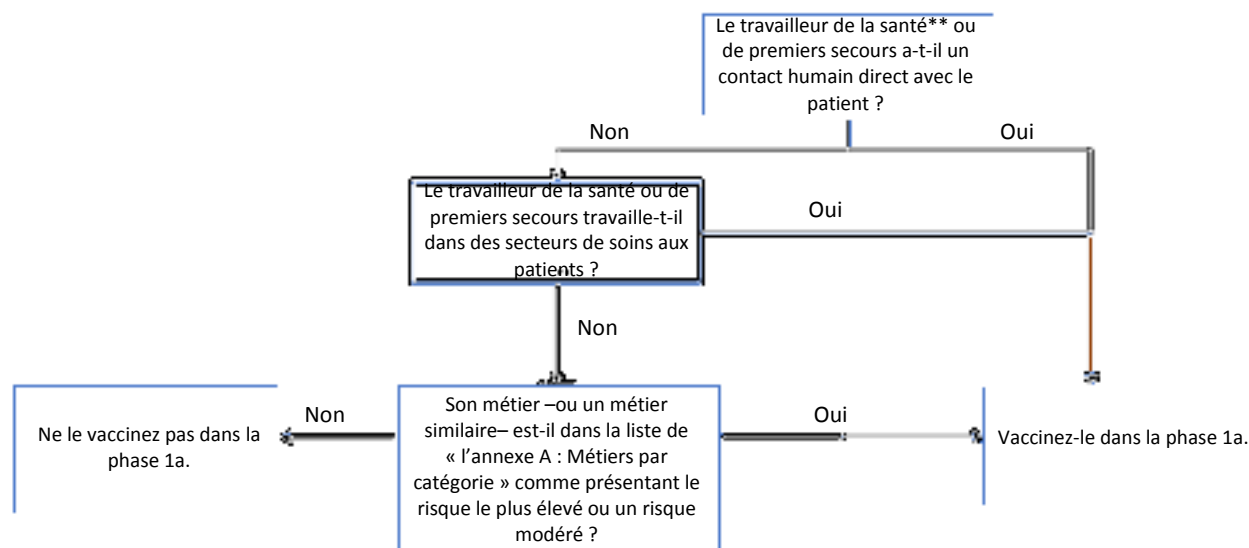 Le travailleur de la santé** ou
de premiers secours a-t-il un
contact humain direct avec le
patient ?
Non
Oui
Le travailleur de la santé ou de
premiers secours travaille-t-il
dans des secteurs de soins aux
patients ?
Oui
Non
Ne le vaccinez pas dans la
phase 1a.
Non
Son métier –ou un métier
similaire– est-il dans la liste de
« l’annexe A : Métiers par
catégorie » comme présentant le
risque le plus élevé ou un risque
modéré ?
Oui
Vaccinez-le dans la phase 1a.